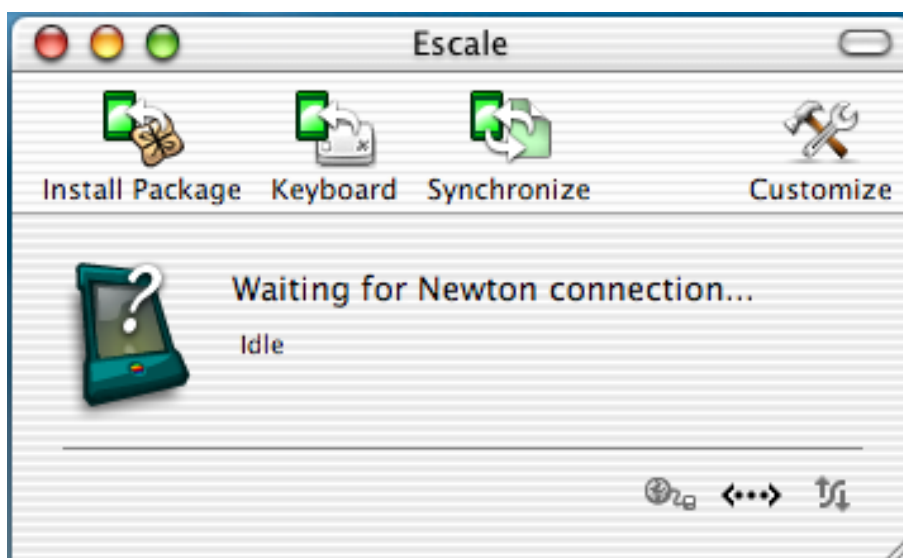 Escale
Install Package Keyboard Synchronize Customize
Waiting for Newton connection...
Idle